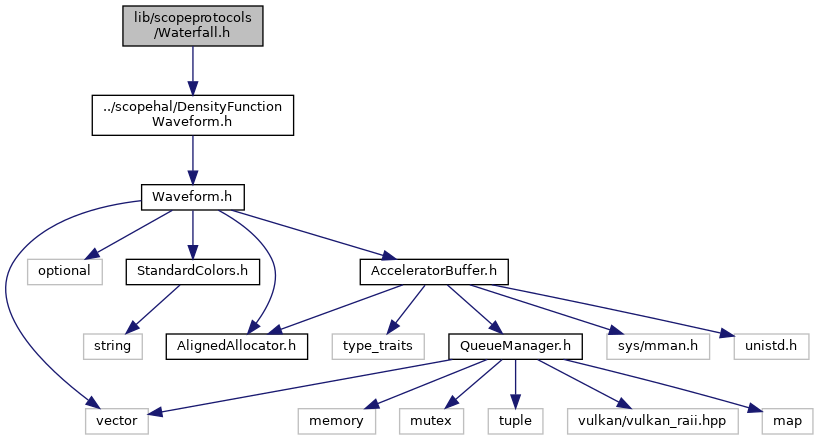 lib/scopeprotocols
/Waterfall.h
../scopehal/DensityFunction
Waveform.h
Waveform.h
optional
StandardColors.h
AcceleratorBuffer.h
string
AlignedAllocator.h
type_traits
QueueManager.h
sys/mman.h
unistd.h
vector
memory
mutex
tuple
vulkan/vulkan_raii.hpp
map